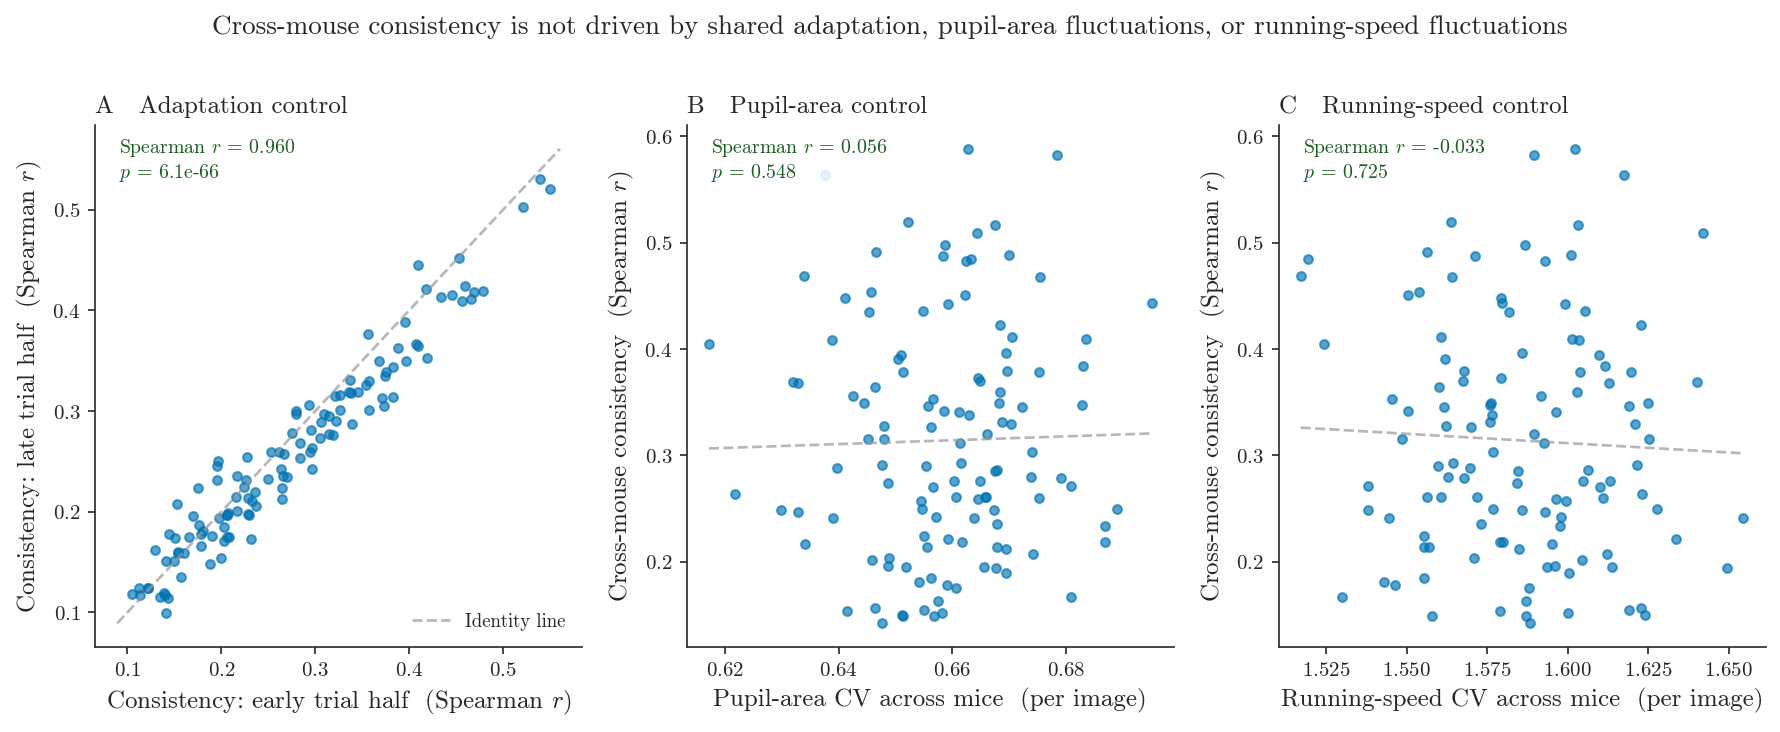 Cross-mouse consistency is not driven by shared adaptation, pupil-area fluctuations, or running-speed fluctuations
A Adaptation control
Spearman r = 0.960
p = 6.1e-66
Consistency: late trial half (Spearman r)
0.5
0.4
0.3
0.2
0.1
Identity line
0.1 0.2 0.3 0.4 0.5
Consistency: early trial half (Spearman r)
B Pupil-area control
Spearman r = 0.056
p = 0.548
Cross-mouse consistency (Spearman r)
0.6
0.5
0.4
0.3
0.2
0.62 0.64 0.66 0.68
Pupil-area CV across mice (per image)
C Running-speed control
Spearman r = -0.033
p = 0.725
Cross-mouse consistency (Spearman r)
0.6
0.5
0.4
0.3
0.2
1.525 1.550 1.575 1.600 1.625 1.650
Running-speed CV across mice (per image)